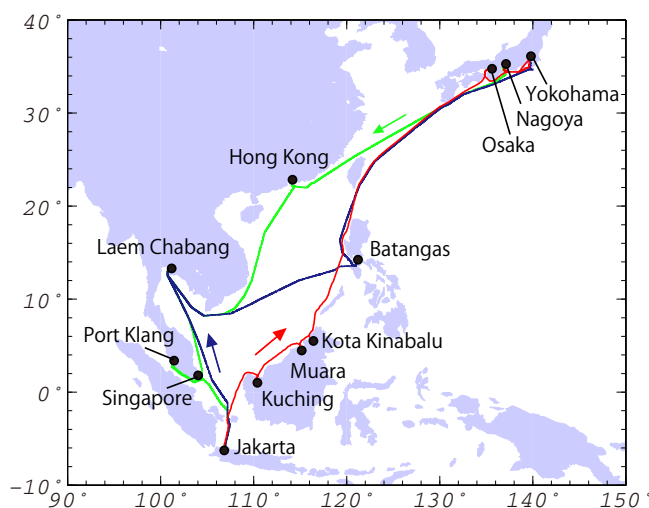 40°
30°
20°
10°
0°
−10°
90°
100°
110°
120°
130°
140°
150°
Yokohama
Nagoya
Osaka
Hong Kong
Laem Chabang
Batangas
Port Klang
Kota Kinabalu
Muara
Singapore
Kuching
Jakarta